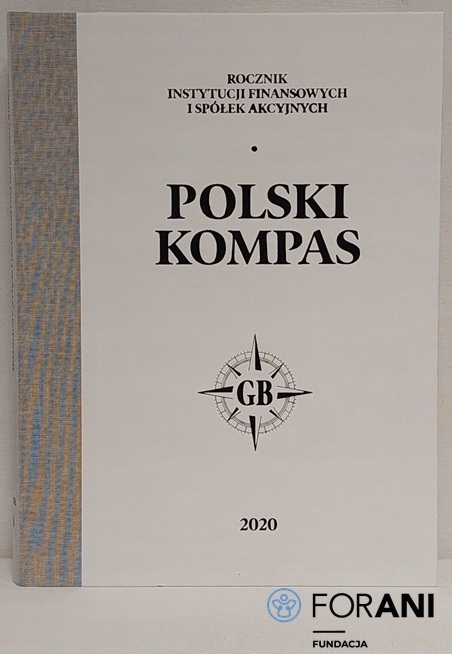 ROCZNIK
INSTYTUCJI FINANSOWYCH
I SPÓŁEK AKCYJNYCH
POLSKI
KOMPAS
GB
2020
FORANI
FUNDACJA